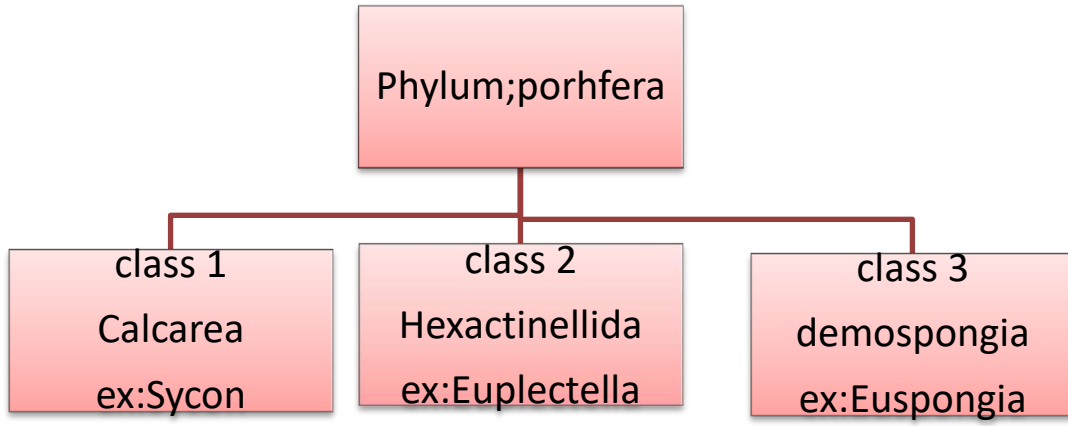 Phylum;porhfera
class 1
Calcarea
ex:Sycon
class 2
Hexactinellida
ex:Euplectella
class 3
demospongia
ex:Euspongia